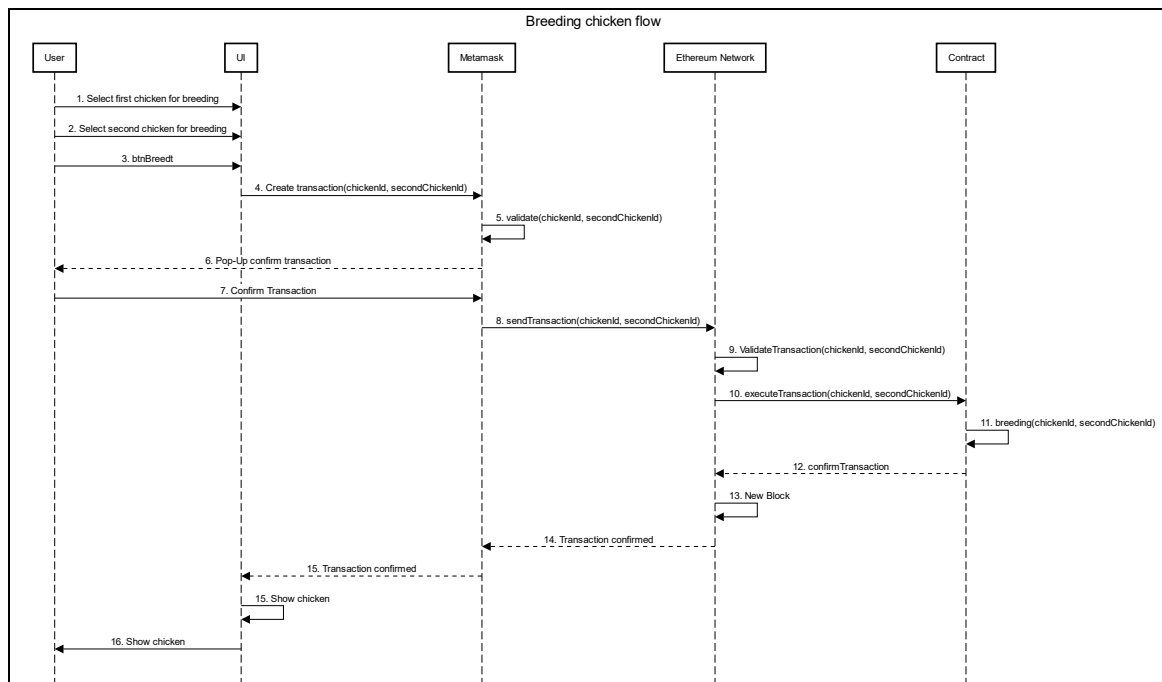 Breeding chicken flow
User
UI
Metamask
Ethereum Network
Contract
1. Select first chicken for breeding
2. Select second chicken for breeding
3. btnBreedt
4. Create transaction(chickenId, secondChickenId)
5. validate(chickenId, secondChickenId)
6. Pop-Up confirm transaction
7. Confirm Transaction
8. sendTransaction(chickenId, secondChickenId)
9. ValidateTransaction(chickenId, secondChickenId)
10. executeTransaction(chickenId, secondChickenId)
11. breeding(chickenId, secondChickenId)
12. confirmTransaction
13. New Block
14. Transaction confirmed
15. Transaction confirmed
15. Show chicken
16. Show chicken